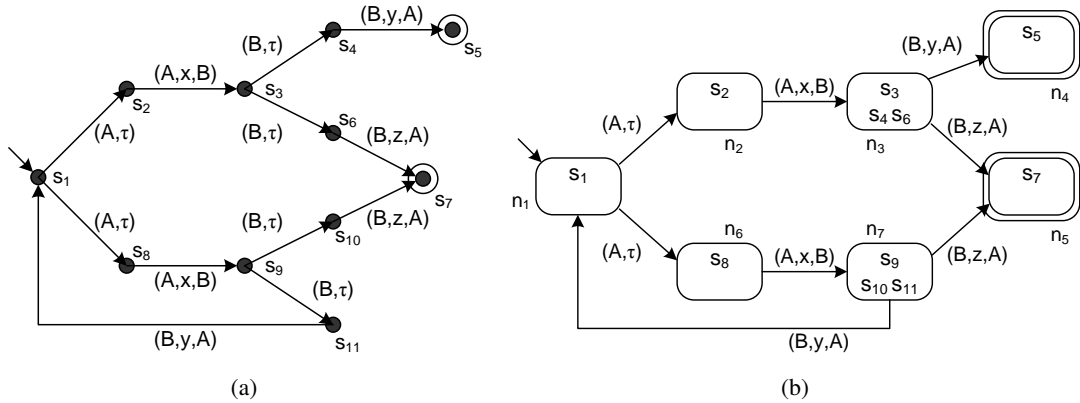 (B,y,A)
(B,τ)
s4
s5
(A,x,B)
s2
s3
s6
(B,τ)
(A,τ)
(B,z,A)
s1
s7
(A,τ)
(B,τ)
(B,z,A)
s10
s8
s9
(A,x,B)
(B,τ)
(B,y,A)
s11
(a)
s5
(B,y,A)
n4
s2
(A,x,B)
s3
s4 s6
(A,τ)
n2
n3
(B,z,A)
s1
s7
n1
n6
n7
n5
(A,τ)
s8
(A,x,B)
s9
s10 s11
(B,z,A)
(B,y,A)
(b)